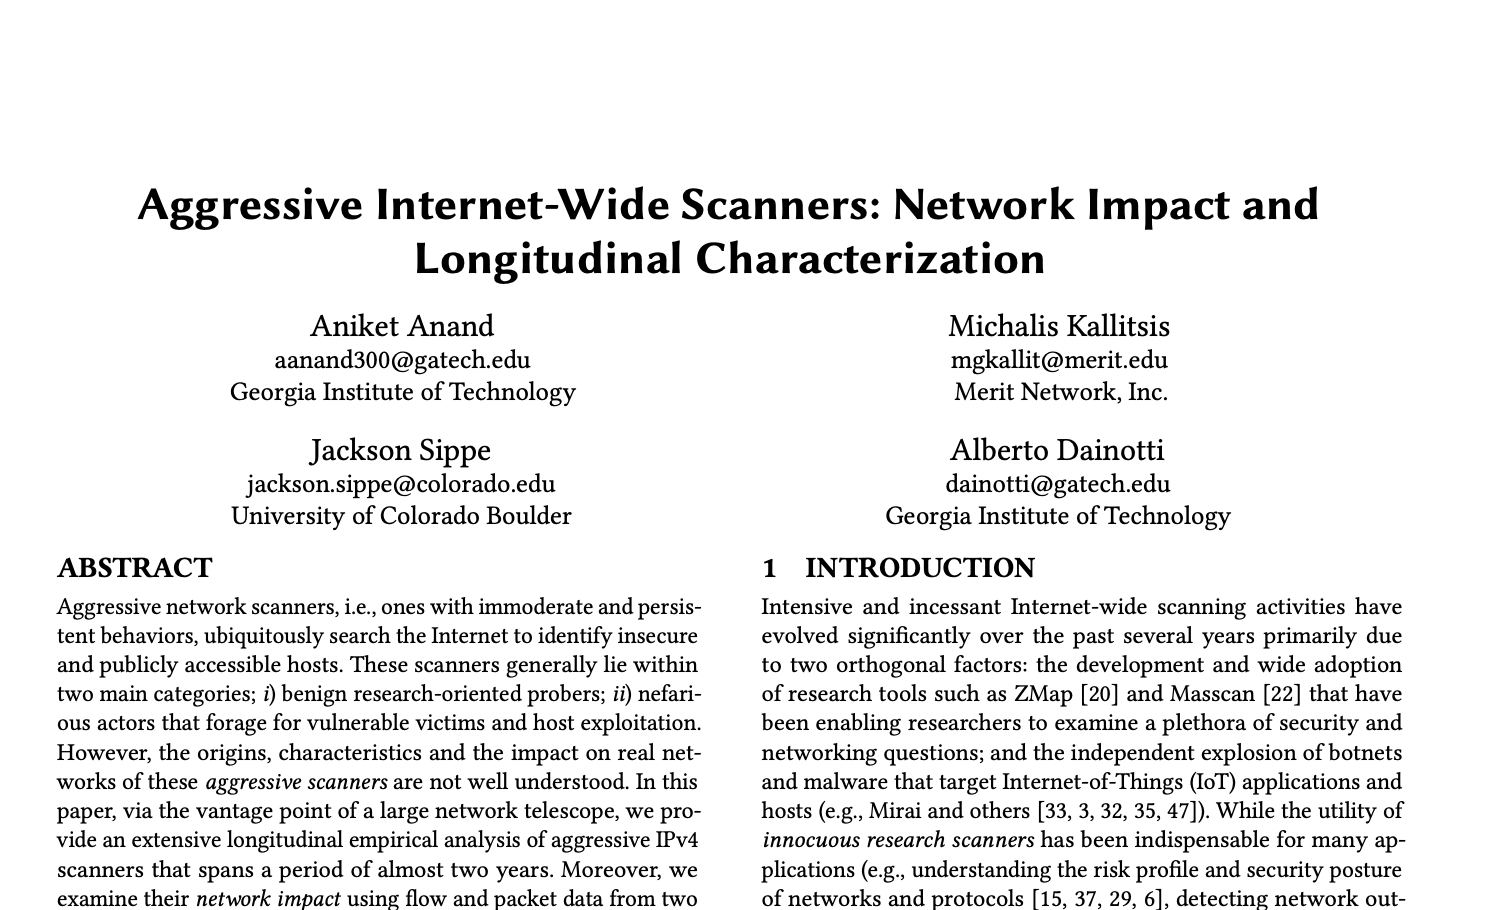 Aggressive Internet-Wide Scanners: Network Impact and
Longitudinal Characterization
Aniket Anand
aanand300@gatech.edu
Georgia Institute of Technology
Michalis Kallitsis
mgkallit@merit.edu
Merit Network, Inc.
Jackson Sippe
jackson.sippe@colorado.edu
University of Colorado Boulder
Alberto Dainotti
dainotti@gatech.edu
Georgia Institute of Technology
ABSTRACT
Aggressive network scanners, i.e., ones with immoderate and persis-
tent behaviors, ubiquitously search the Internet to identify insecure
and publicly accessible hosts. These scanners generally lie within
two main categories; i) benign research-oriented probers; ii) nefari-
ous actors that forage for vulnerable victims and host exploitation.
However, the origins, characteristics and the impact on real net-
works of these aggressive scanners are not well understood. In this
paper, via the vantage point of a large network telescope, we pro-
vide an extensive longitudinal empirical analysis of aggressive IPv4
scanners that spans a period of almost two years. Moreover, we
examine their network impact using flow and packet data from two
1 INTRODUCTION
Intensive and incessant Internet-wide scanning activities have
evolved significantly over the past several years primarily due
to two orthogonal factors: the development and wide adoption
of research tools such as ZMap [20] and Masscan [22] that have
been enabling researchers to examine a plethora of security and
networking questions; and the independent explosion of botnets
and malware that target Internet-of-Things (IoT) applications and
hosts (e.g., Mirai and others [33, 3, 32, 35, 47]). While the utility of
innocuous research scanners has been indispensable for many ap-
plications (e.g., understanding the risk profile and security posture
of networks and protocols [15, 37, 29, 6], detecting network out-